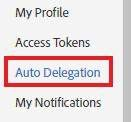 My Profile
Access Tokens
Auto Delegation
My Notifications